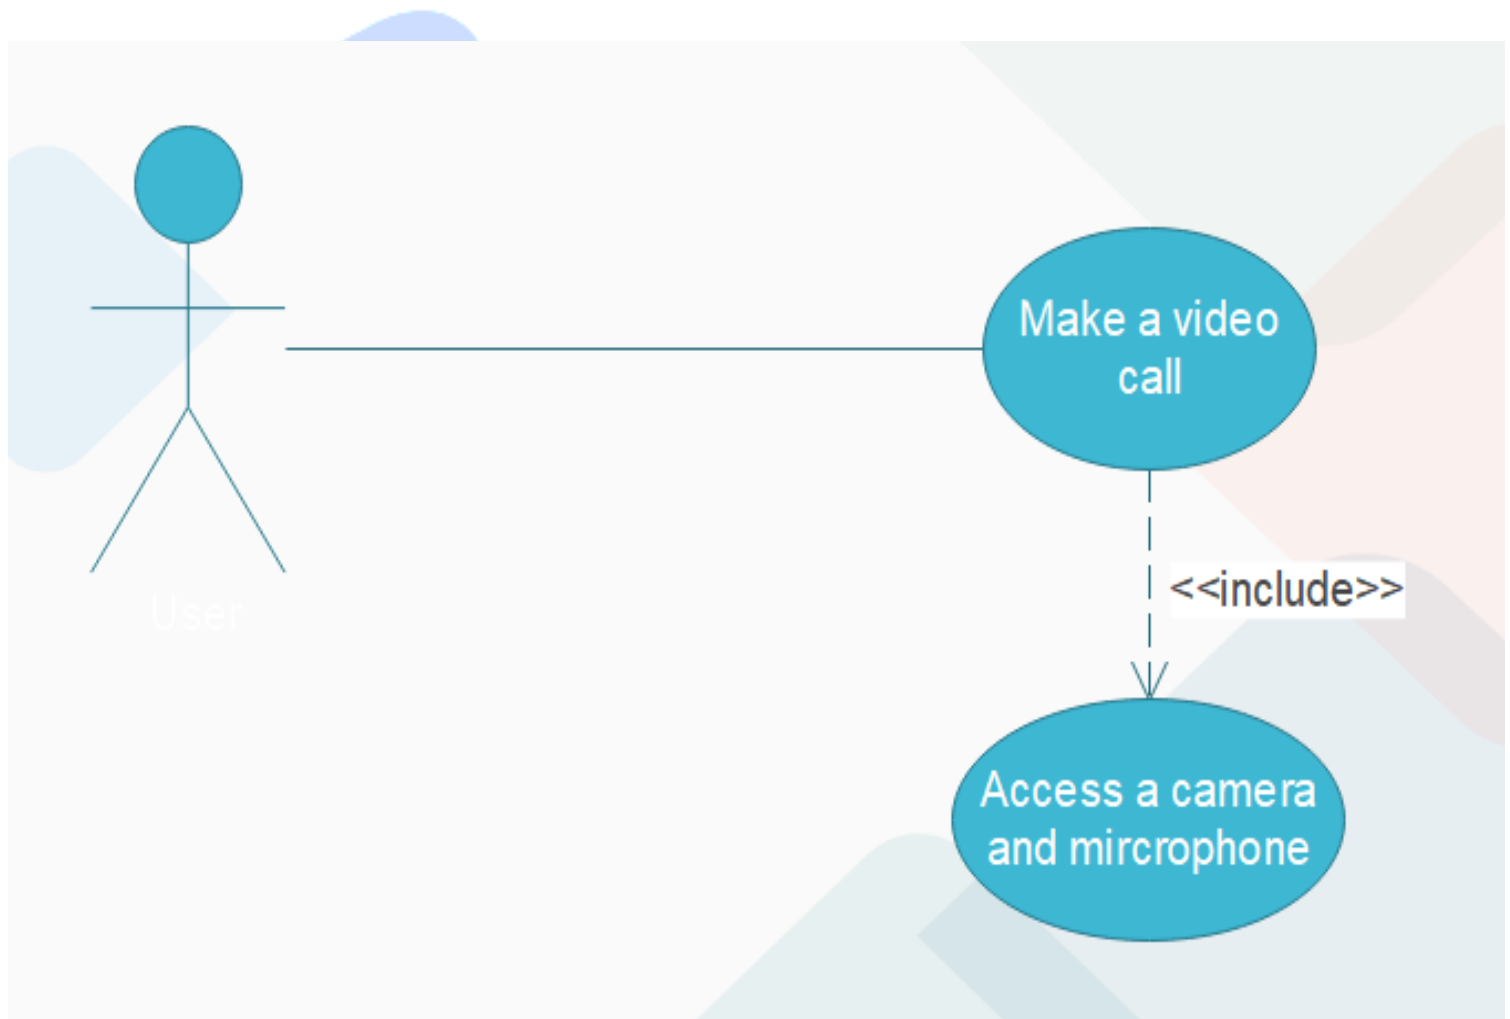 Make a video
call
User
<<include>>
Access a camera
and mircrophone